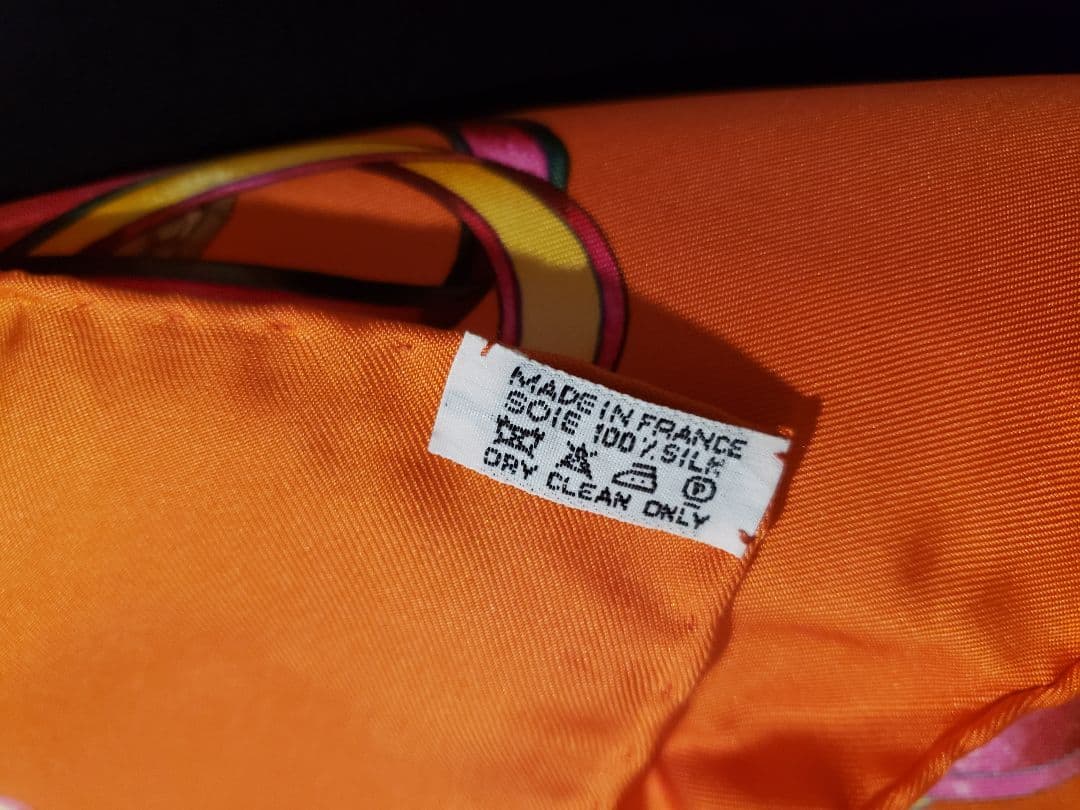 MADE IN FRANCE
SOIE 100% SILK
P
DRY CLEAN ONLY